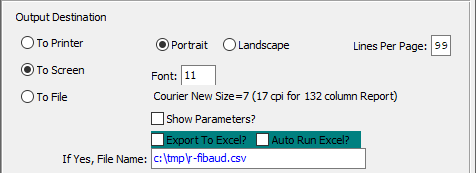 Output Destination
To Printer
Portrait
Landscape
Lines Per Page: 99
To Screen
Font: 11
To File
Courier New Size=7 (17 cpi for 132 column Report)
Show Parameters?
Export To Excel? Auto Run Excel?
If Yes, File Name: c:\tmp\r-fibaud.csv